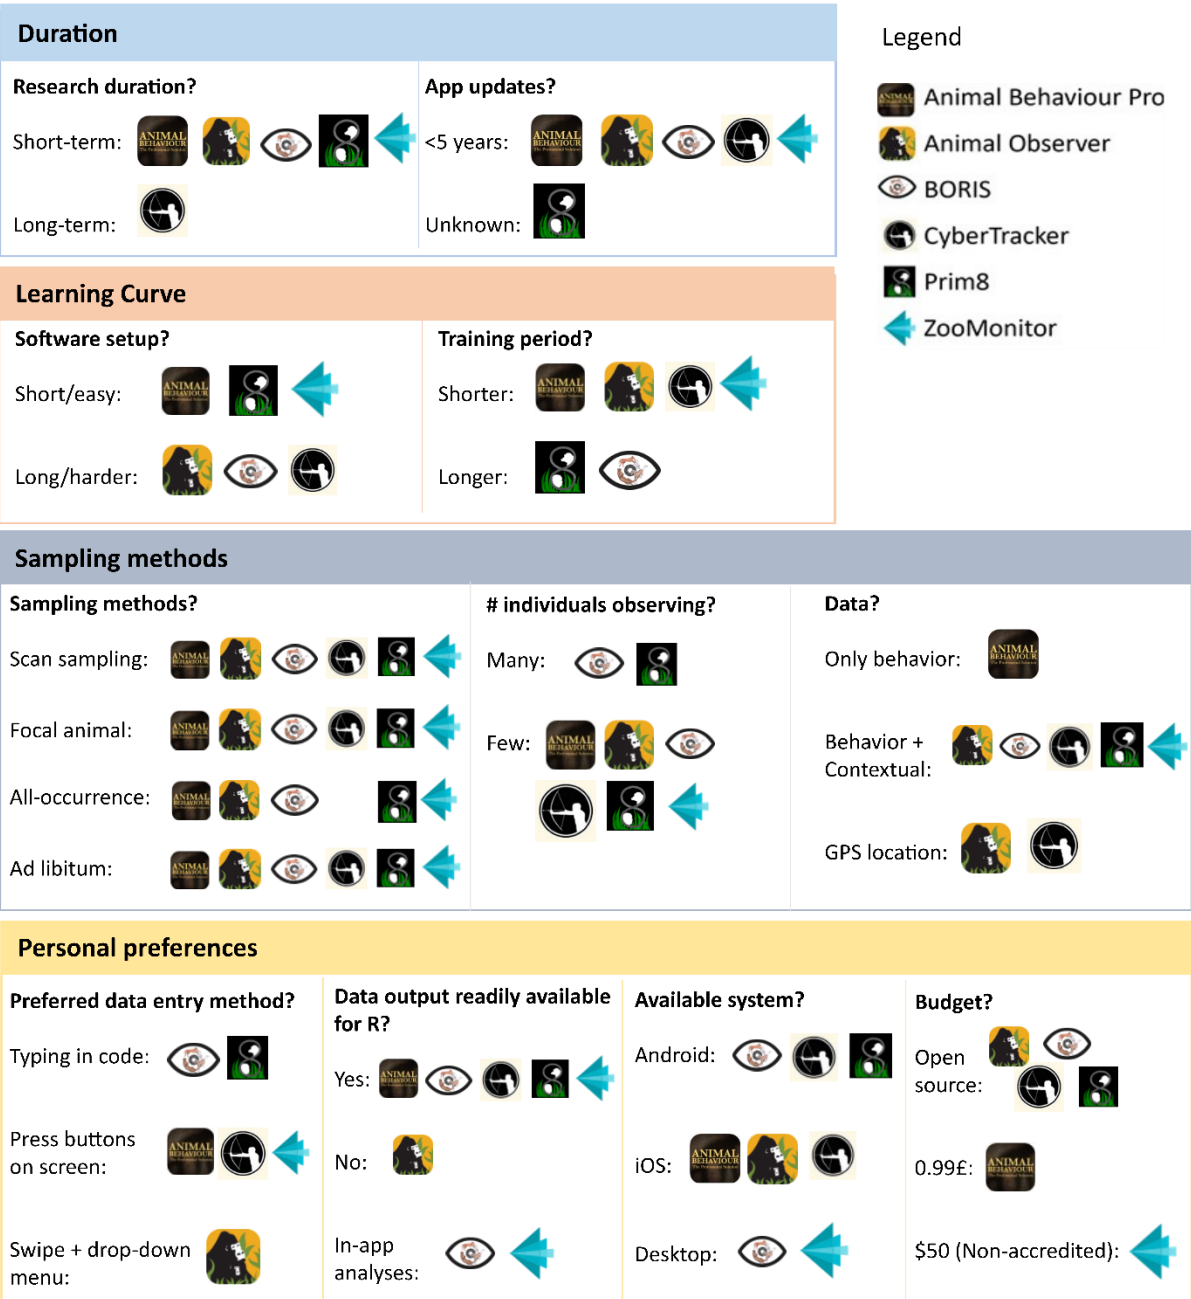 Duration
Research duration?
Short-term:
Long-term:
App updates?
<5 years:
Unknown:
Legend
Animal Behaviour Pro
Animal Observer
BORIS
CyberTracker
Prim8
ZooMonitor
Learning Curve
Software setup?
Short/easy:
Long/harder:
Training period?
Shorter:
Longer:
Sampling methods
Sampling methods?
Scan sampling:
Focal animal:
All-occurrence:
Ad libitum:
# individuals observing?
Many:
Few:
Data?
Only behavior:
Behavior +
Contextual:
GPS location:
Personal preferences
Preferred data entry method?
Typing in code:
Press buttons
on screen:
Swipe + drop-down
menu:
Data output readily available
for R?
Yes:
No:
In-app
analyses:
Available system?
Android:
iOS:
Desktop:
Budget?
Open
source:
0.99£:
$50 (Non-accredited):
ANIMAL
BEHAVIOUR